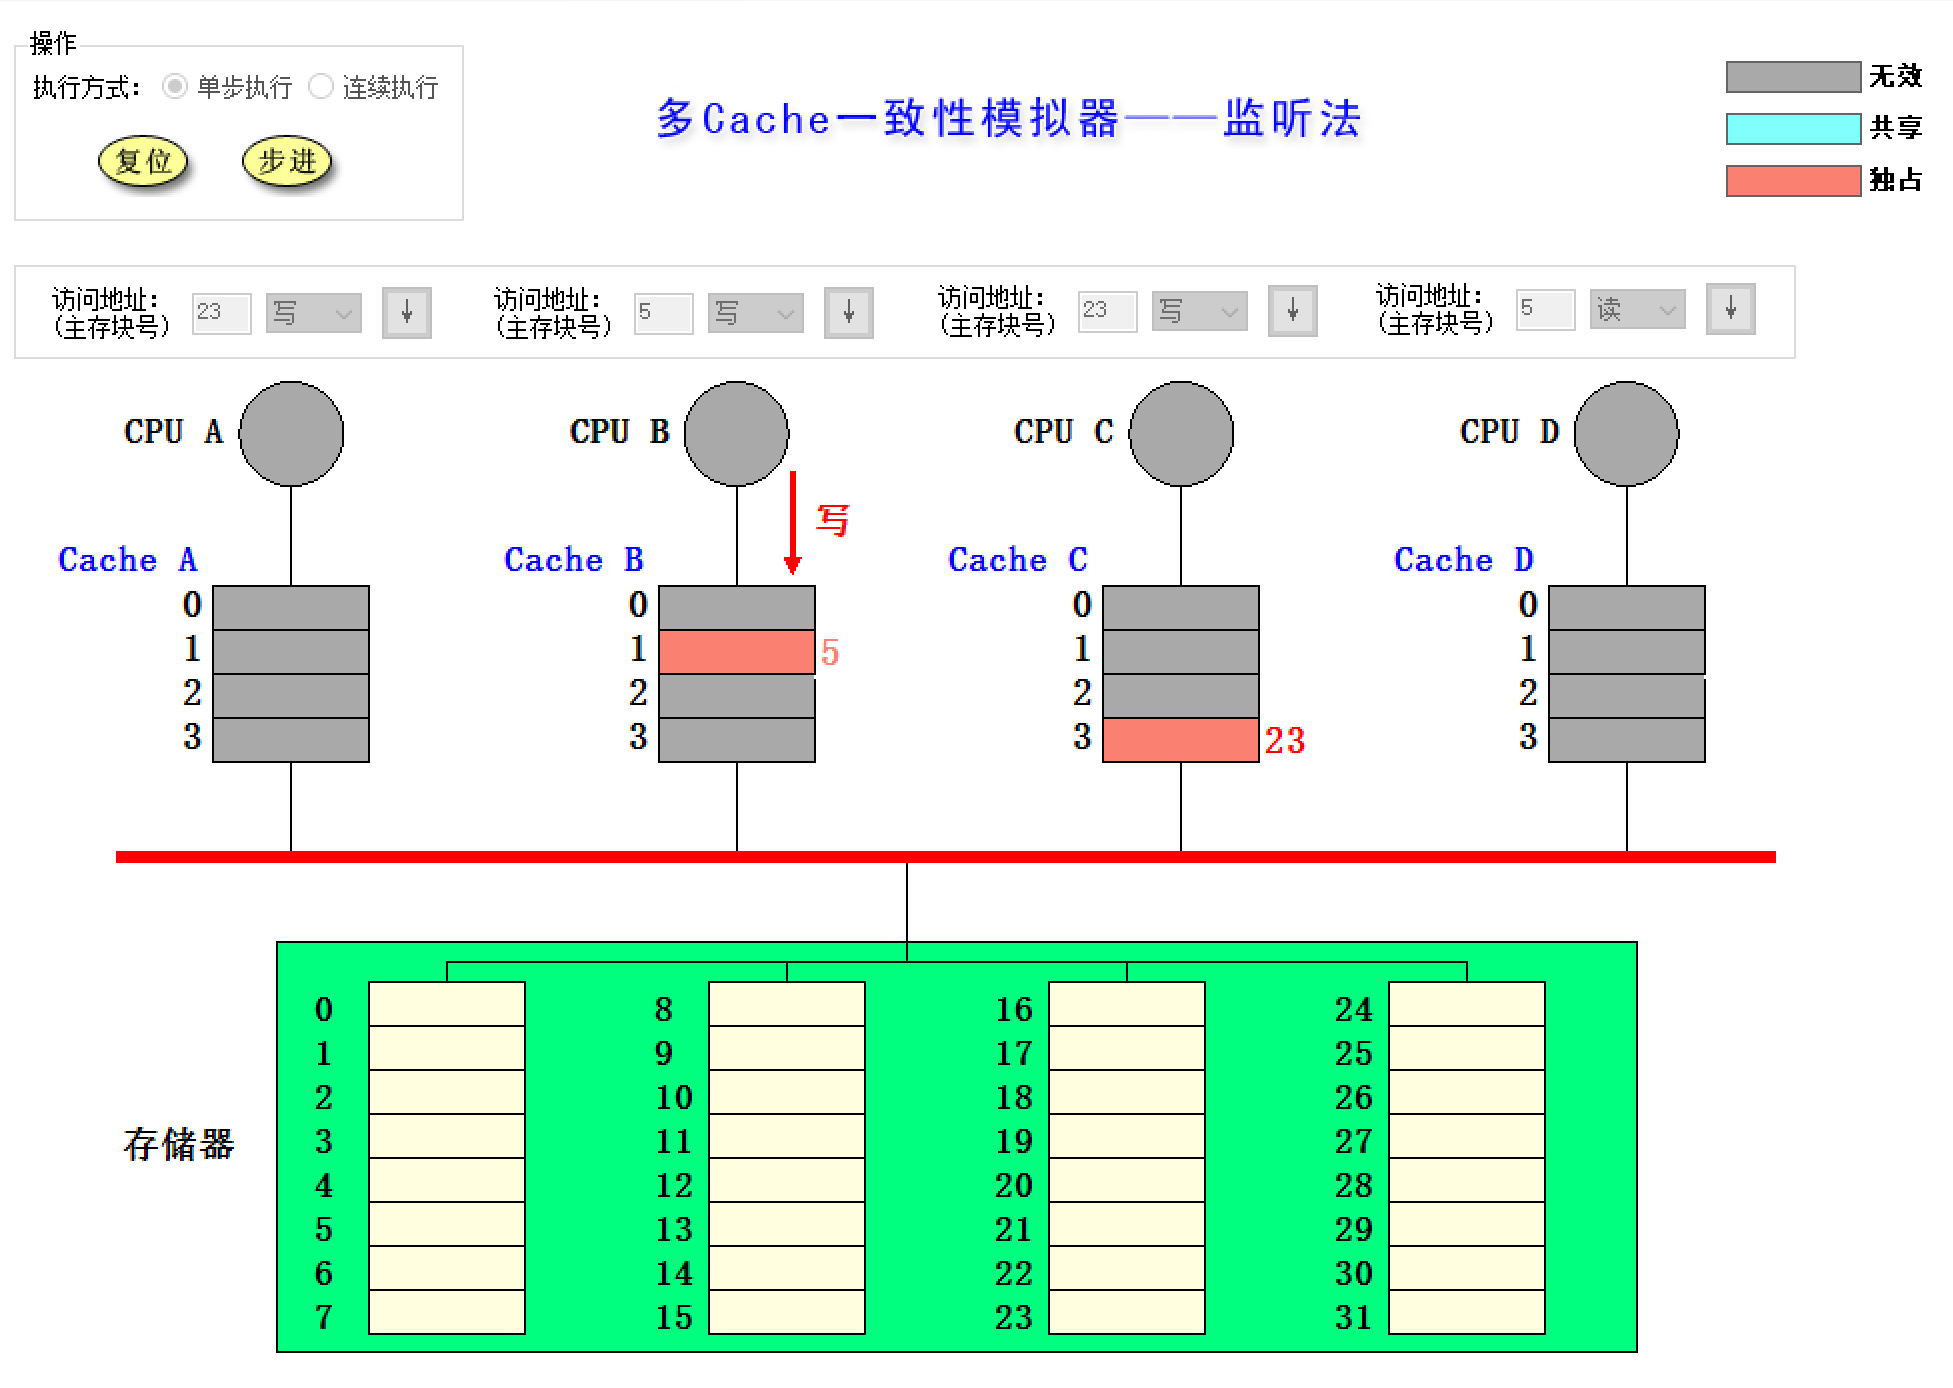 操作
执行方式： 单步执行 连续执行
复位 步进
多Cache一致性模拟器——监听法
无效
共享
独占
访问地址：
(主存块号) 23 写
访问地址：
(主存块号) 5 写
访问地址：
(主存块号) 23 写
访问地址：
(主存块号) 5 读
CPU A CPU B CPU C CPU D
写
Cache A Cache B Cache C Cache D
0 0 0 0
1 1 5 1 1
2 2 2 2
3 3 3 23 3
存储器
0 8 16 24
1 9 17 25
2 10 18 26
3 11 19 27
4 12 20 28
5 13 21 29
6 14 22 30
7 15 23 31